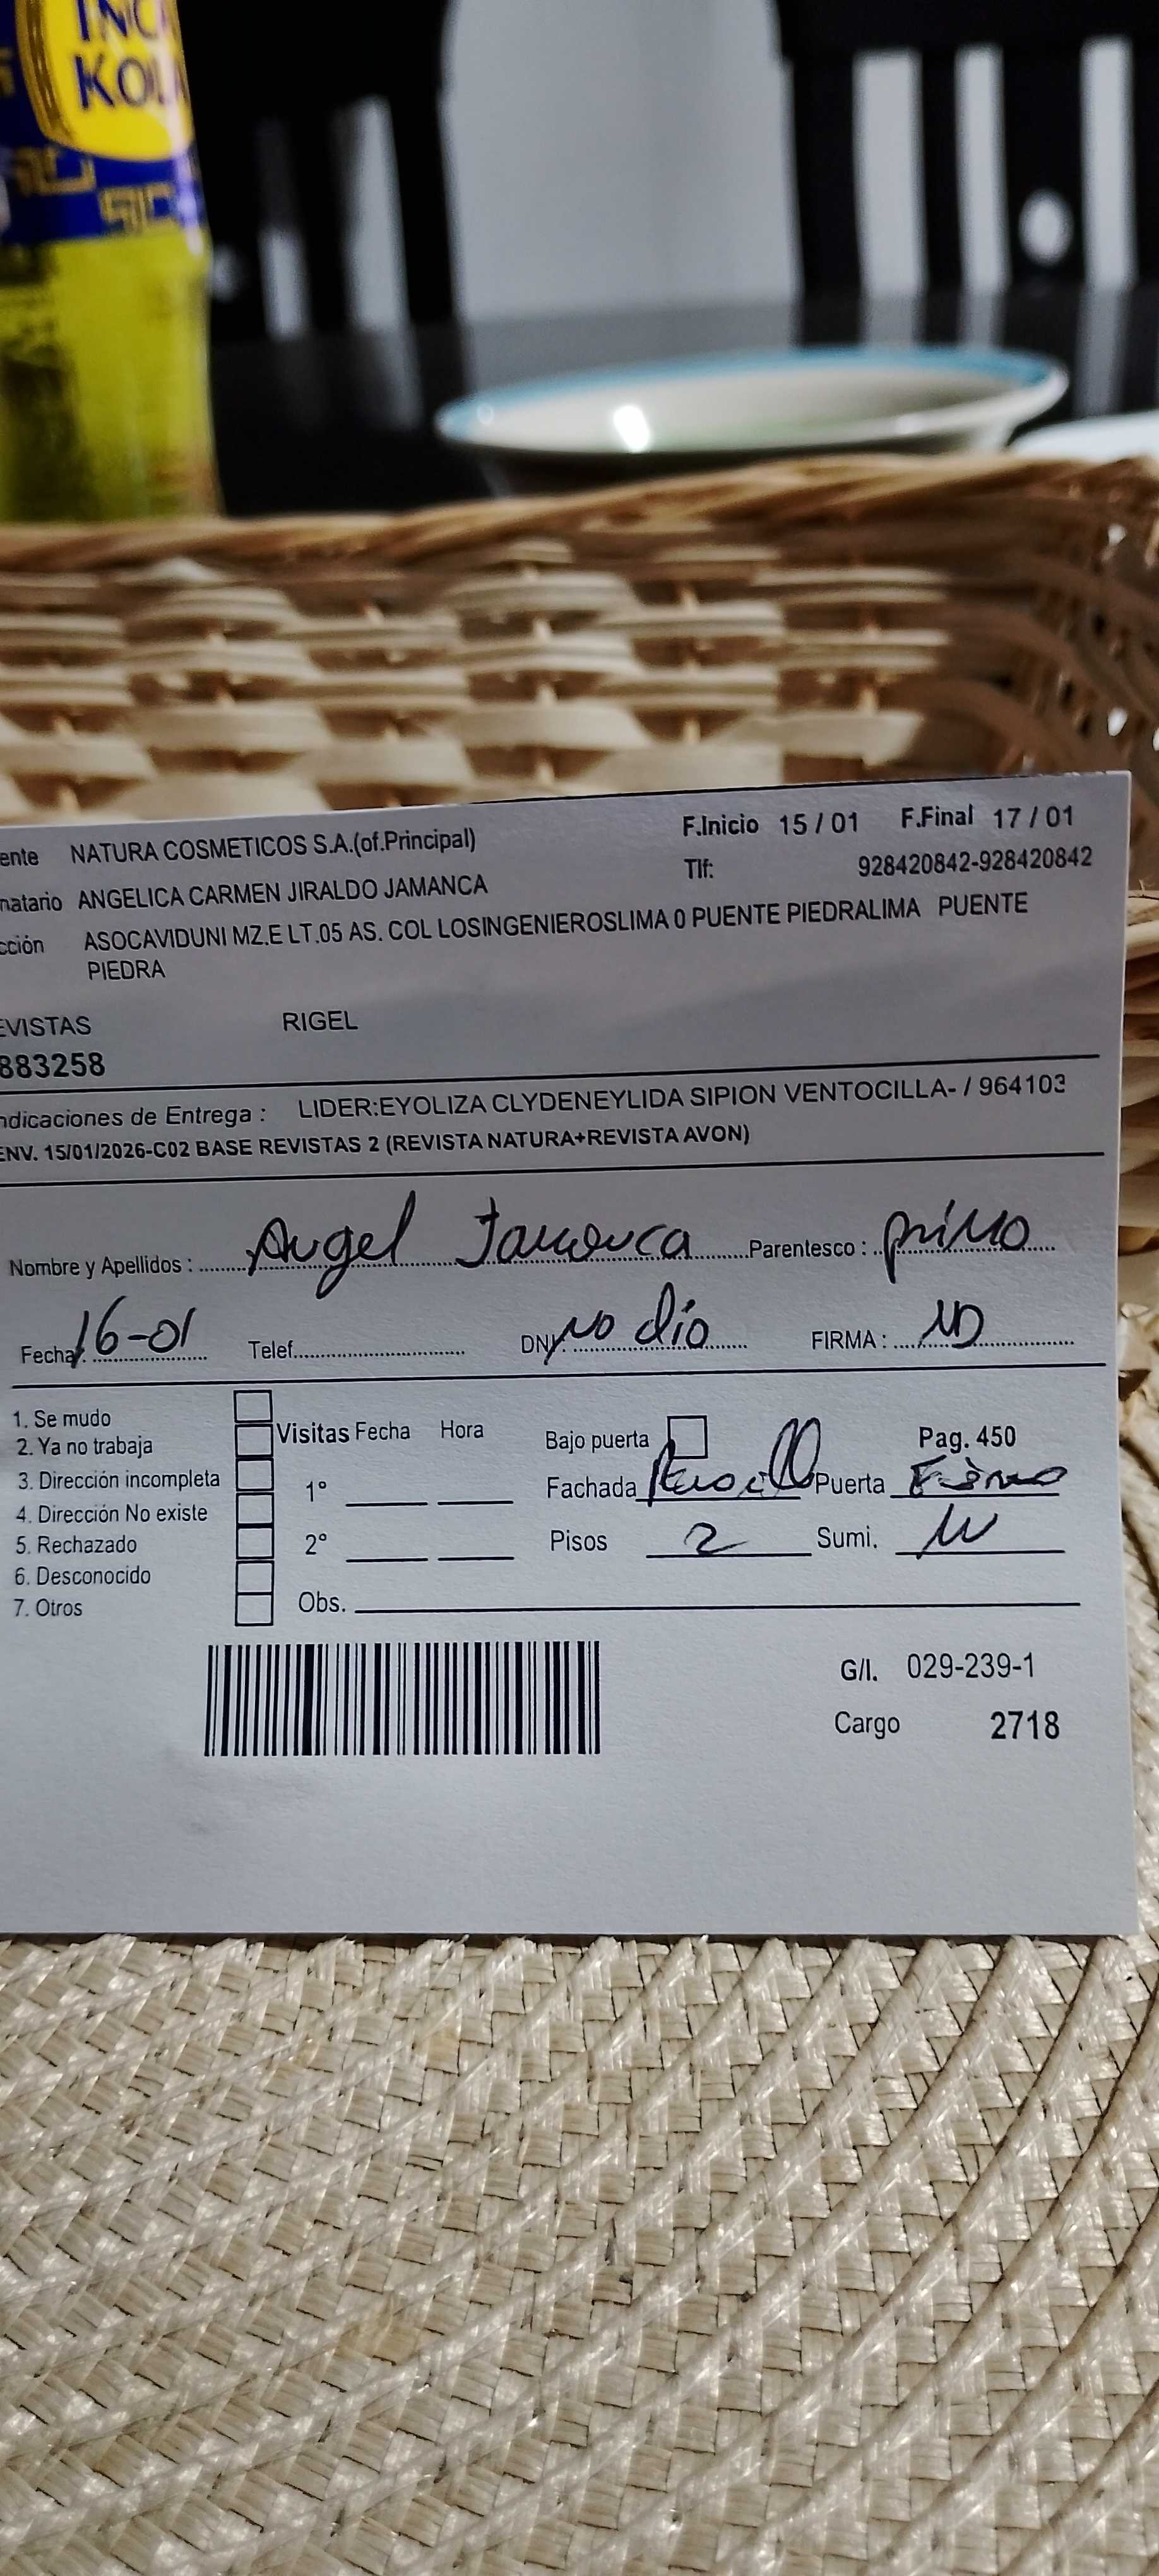 INCA
KOLA
ente NATURA COSMETICOS S.A.(of.Principal) F.Inicio 15 / 01 F.Final 17 / 01
natario ANGELICA CARMEN JIRALDO JAMANCA Tlf: 928420842-928420842
cción ASOCAVIDUNI MZ.E LT.05 AS. COL LOSINGENIEROSLIMA 0 PUENTE PIEDRALIMA PUENTE
PIEDRA
EVISTAS RIGEL
883258
ndicaciones de Entrega : LIDER:EYOLIZA CLYDENEYLIDA SIPION VENTOCILLA- / 964103
ENV. 15/01/2026-C02 BASE REVISTAS 2 (REVISTA NATURA+REVISTA AVON)
Nombre y Apellidos : Angel Jamanca Parentesco : primo
Fecha: 16-01 Telef. DNI: No dio FIRMA : ND
1. Se mudo
2. Ya no trabaja Visitas Fecha Hora Bajo puerta Pag. 450
3. Dirección incompleta 1° Fachada Puerta Fierro
4. Dirección No existe
5. Rechazado 2° Pisos 2 Sumi.
6. Desconocido
7. Otros Obs.
G/I. 029-239-1
Cargo 2718